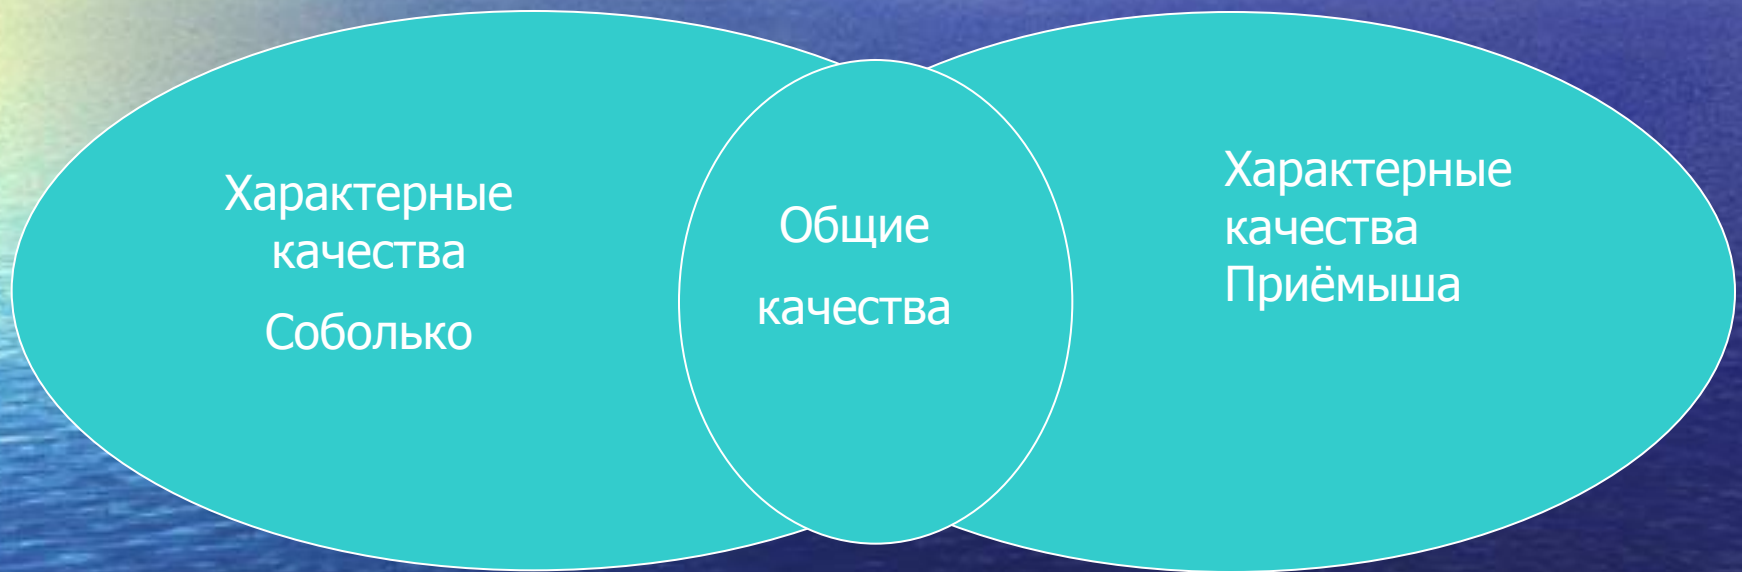 Характерные
качества
Соболько
Общие
качества
Характерные
качества
Приёмыша